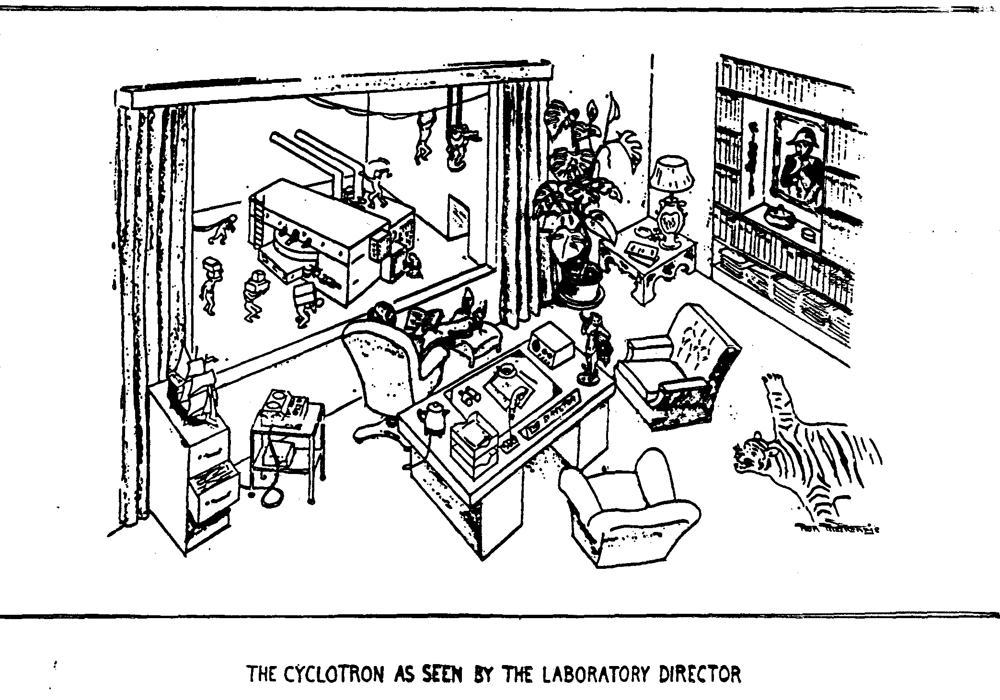 THE CYCLOTRON AS SEEN BY THE LABORATORY DIRECTOR